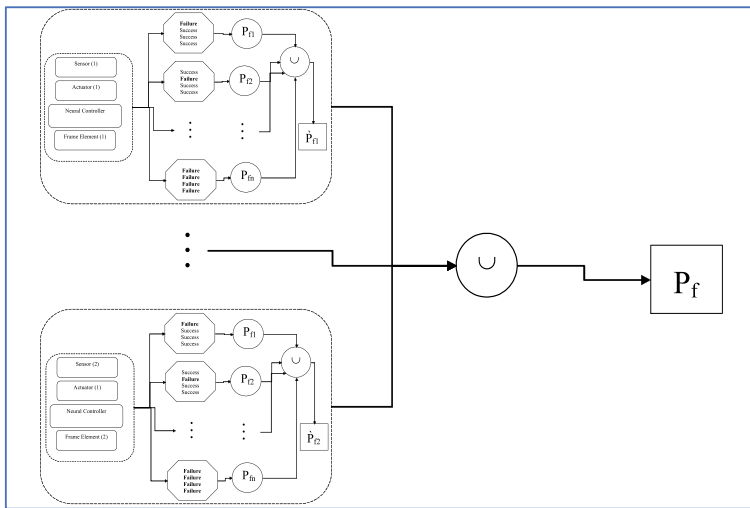 Sensor (1)
Actuator (1)
Neural Controller
Frame Element (1)
Failure
Success
Success
Success
Pf1
Success
Failure
Success
Success
Pf2
∪
Ṗf1
Failure
Failure
Failure
Failure
Pfn
∪
Pf
Sensor (2)
Actuator (1)
Neural Controller
Frame Element (2)
Failure
Success
Success
Success
Pf1
Success
Failure
Success
Success
Pf2
∪
Ṗf2
Failure
Failure
Failure
Failure
Pfn